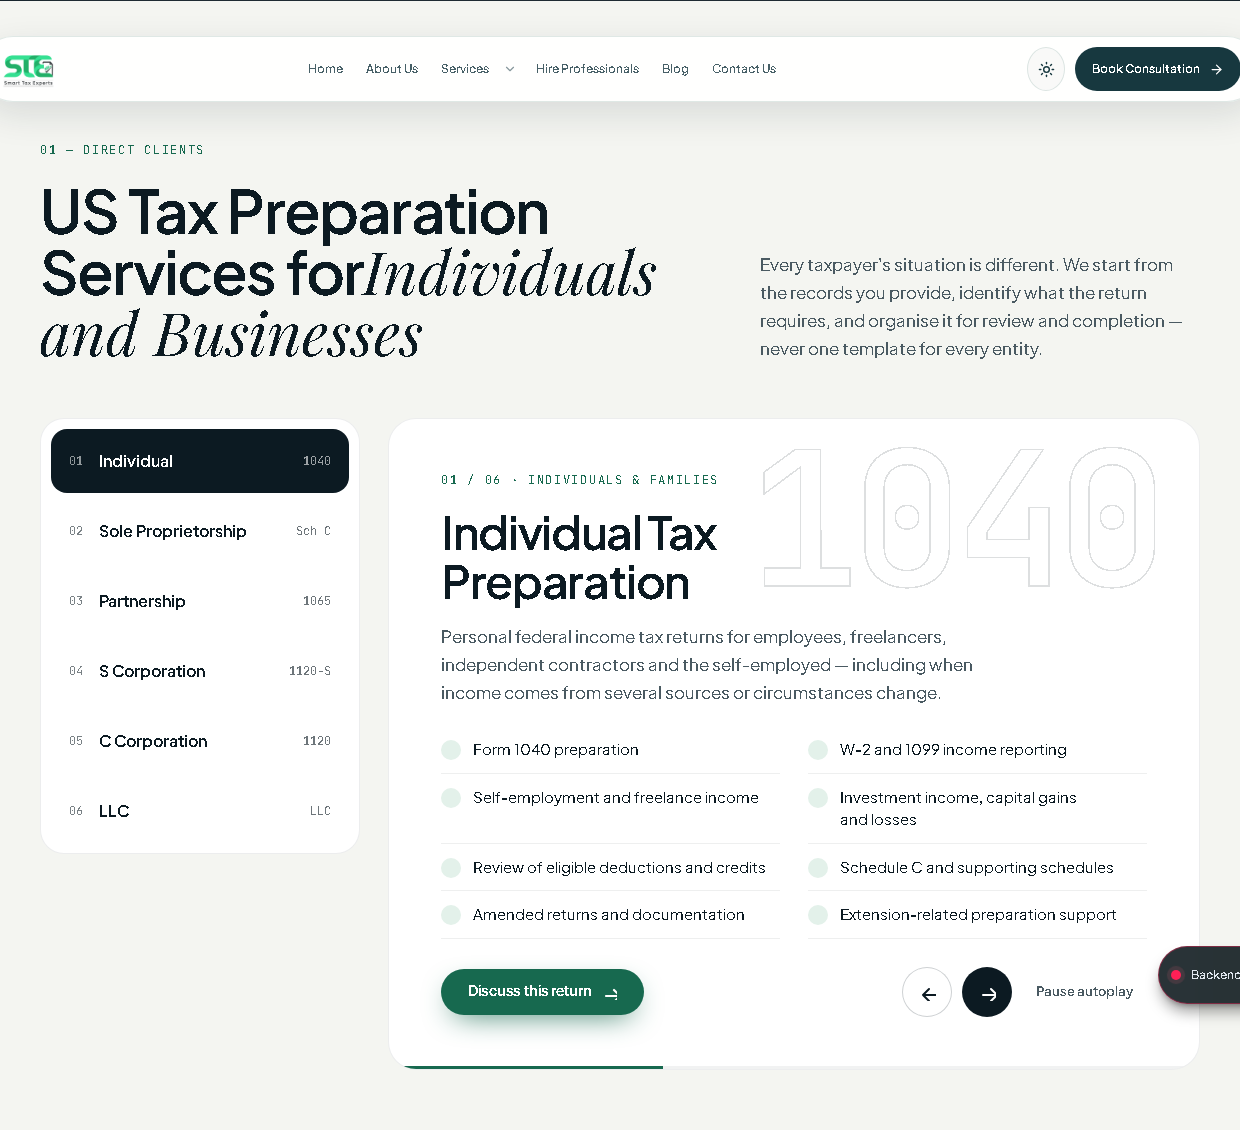 STE
Smart Tax Experts
Home
About Us
Services
Hire Professionals
Blog
Contact Us
Book Consultation
01 — DIRECT CLIENTS
US Tax Preparation
Services for Individuals
and Businesses
Every taxpayer's situation is different. We start from
the records you provide, identify what the return
requires, and organise it for review and completion —
never one template for every entity.
01 Individual 1040
02 Sole Proprietorship Sch C
03 Partnership 1065
04 S Corporation 1120-S
05 C Corporation 1120
06 LLC LLC
1040
01 / 06 · INDIVIDUALS & FAMILIES
Individual Tax
Preparation
Personal federal income tax returns for employees, freelancers,
independent contractors and the self-employed — including when
income comes from several sources or circumstances change.
Form 1040 preparation
W-2 and 1099 income reporting
Self-employment and freelance income
Investment income, capital gains
and losses
Review of eligible deductions and credits
Schedule C and supporting schedules
Amended returns and documentation
Extension-related preparation support
Discuss this return
Pause autoplay